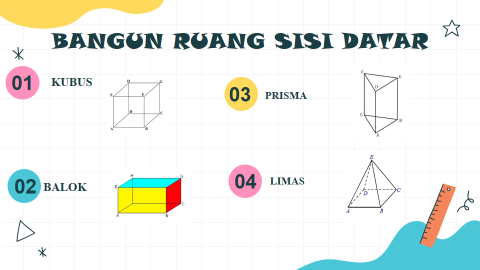 BANGUN RUANG SISI DATAR
01 KUBUS
02 BALOK
03 PRISMA
04 LIMAS
E
A
B
C
D